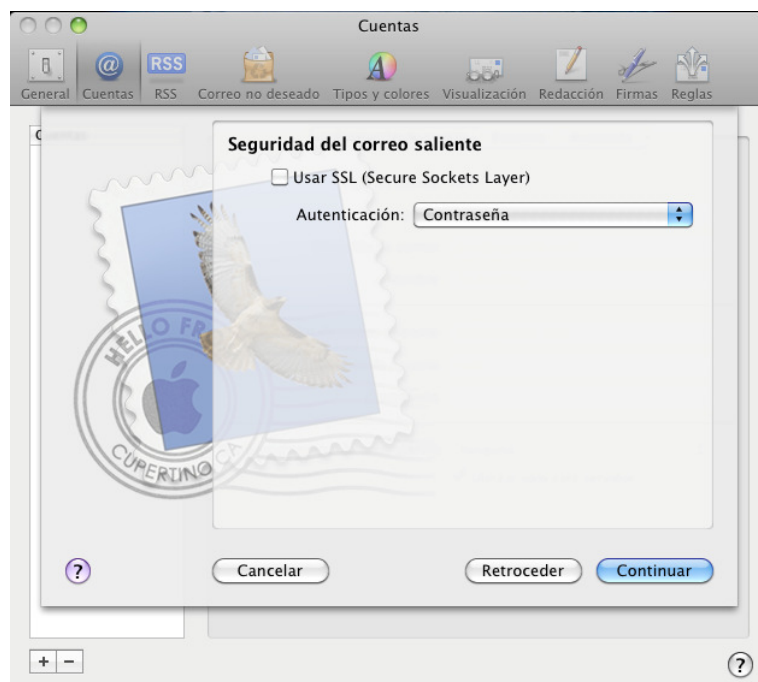 Cuentas
General Cuentas RSS Correo no deseado Tipos y colores Visualización Redacción Firmas Reglas
RSS
Seguridad del correo saliente
Usar SSL (Secure Sockets Layer)
Autenticación: Contraseña
HELLO FR
CUPERTINO CA
? Cancelar Retroceder Continuar
+ −
?